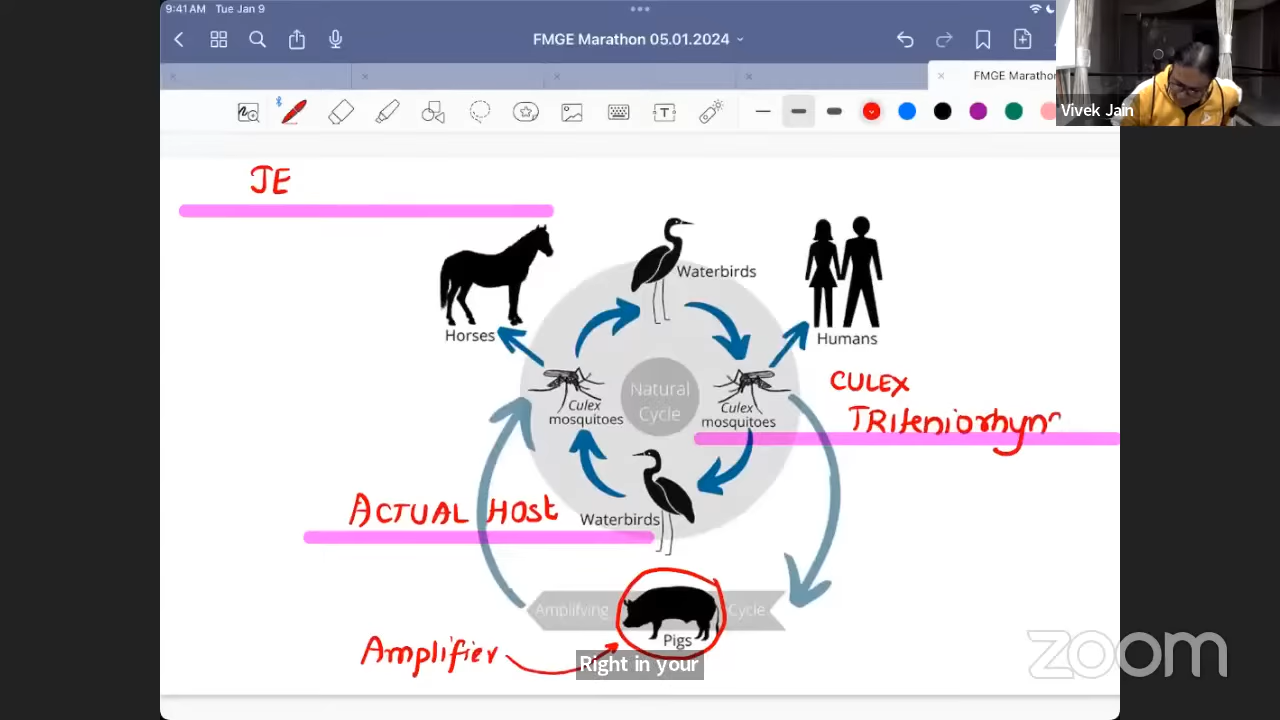 9:41 AM Tue Jan 9
FMGE Marathon 05.01.2024
FMGE Marathon
Vivek Jain
JE
Waterbirds
Horses
Humans
Natural
Cycle
Culex
mosquitoes
Culex
mosquitoes
CULEX
TRiteniorhyn
ACTUAL HOSt
Waterbirds
Amplifying
Cycle
Pigs
Amplifier
Right in your
zoom